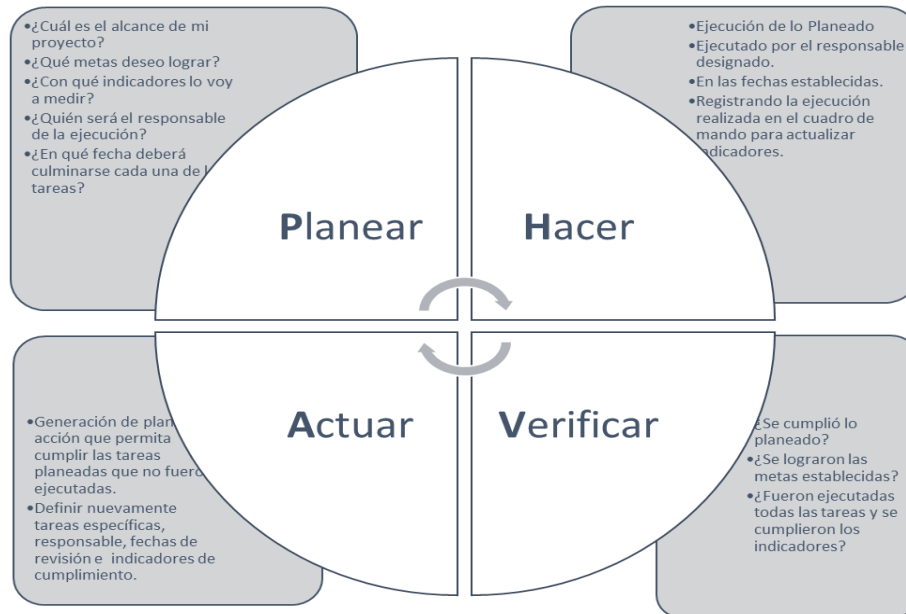 •¿Cuál es el alcance de mi
proyecto?
•¿Qué metas deseo lograr?
•¿Con qué indicadores lo voy
a medir?
•¿Quién será el responsable
de la ejecución?
•¿En qué fecha deberá
culminarse cada una de
tareas?
•Ejecución de lo Planeado
•Ejecutado por el responsable
designado.
•En las fechas establecidas.
•Registrando la ejecución
realizada en el cuadro de
mando para actualizar
indicadores.
Planear
Hacer
Actuar
Verificar
•Generación de plan
acción que permita
cumplir las tareas
planeadas que no
ejecutadas.
•Definir nuevamente
tareas específicas,
responsable, fechas de
revisión e indicadores de
cumplimiento.
¿Se cumplió lo
planeado?
•¿Se lograron las
metas establecidas?
•¿Fueron ejecutadas
todas las tareas y se
cumplieron los
indicadores?